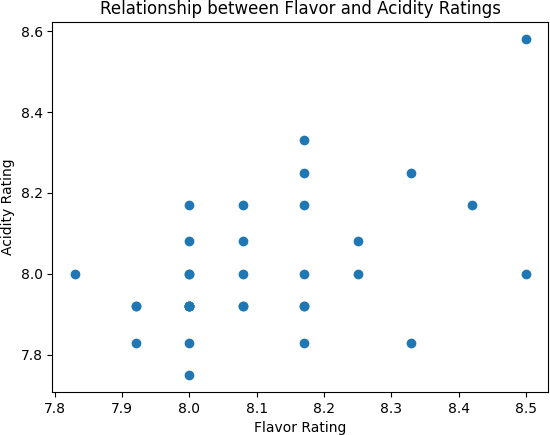 Relationship between Flavor and Acidity Ratings
8.6
8.4
8.2
8.0
7.8
Acidity Rating
7.8 7.9 8.0 8.1 8.2 8.3 8.4 8.5
Flavor Rating